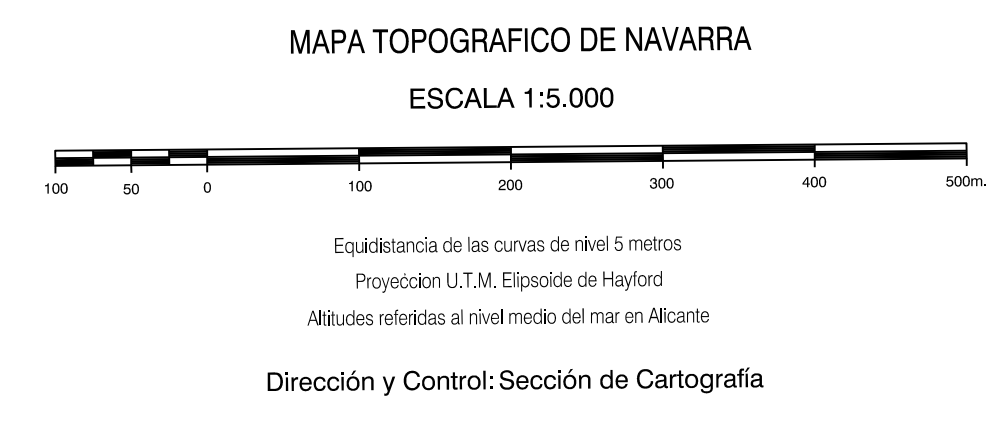 MAPA TOPOGRAFICO DE NAVARRA
ESCALA 1:5.000
100 50 0 100 200 300 400 500m.
Equidistancia de las curvas de nivel 5 metros
Proyeccion U.T.M. Elipsoide de Hayford
Altitudes referidas al nivel medio del mar en Alicante
Dirección y Control: Sección de Cartografía